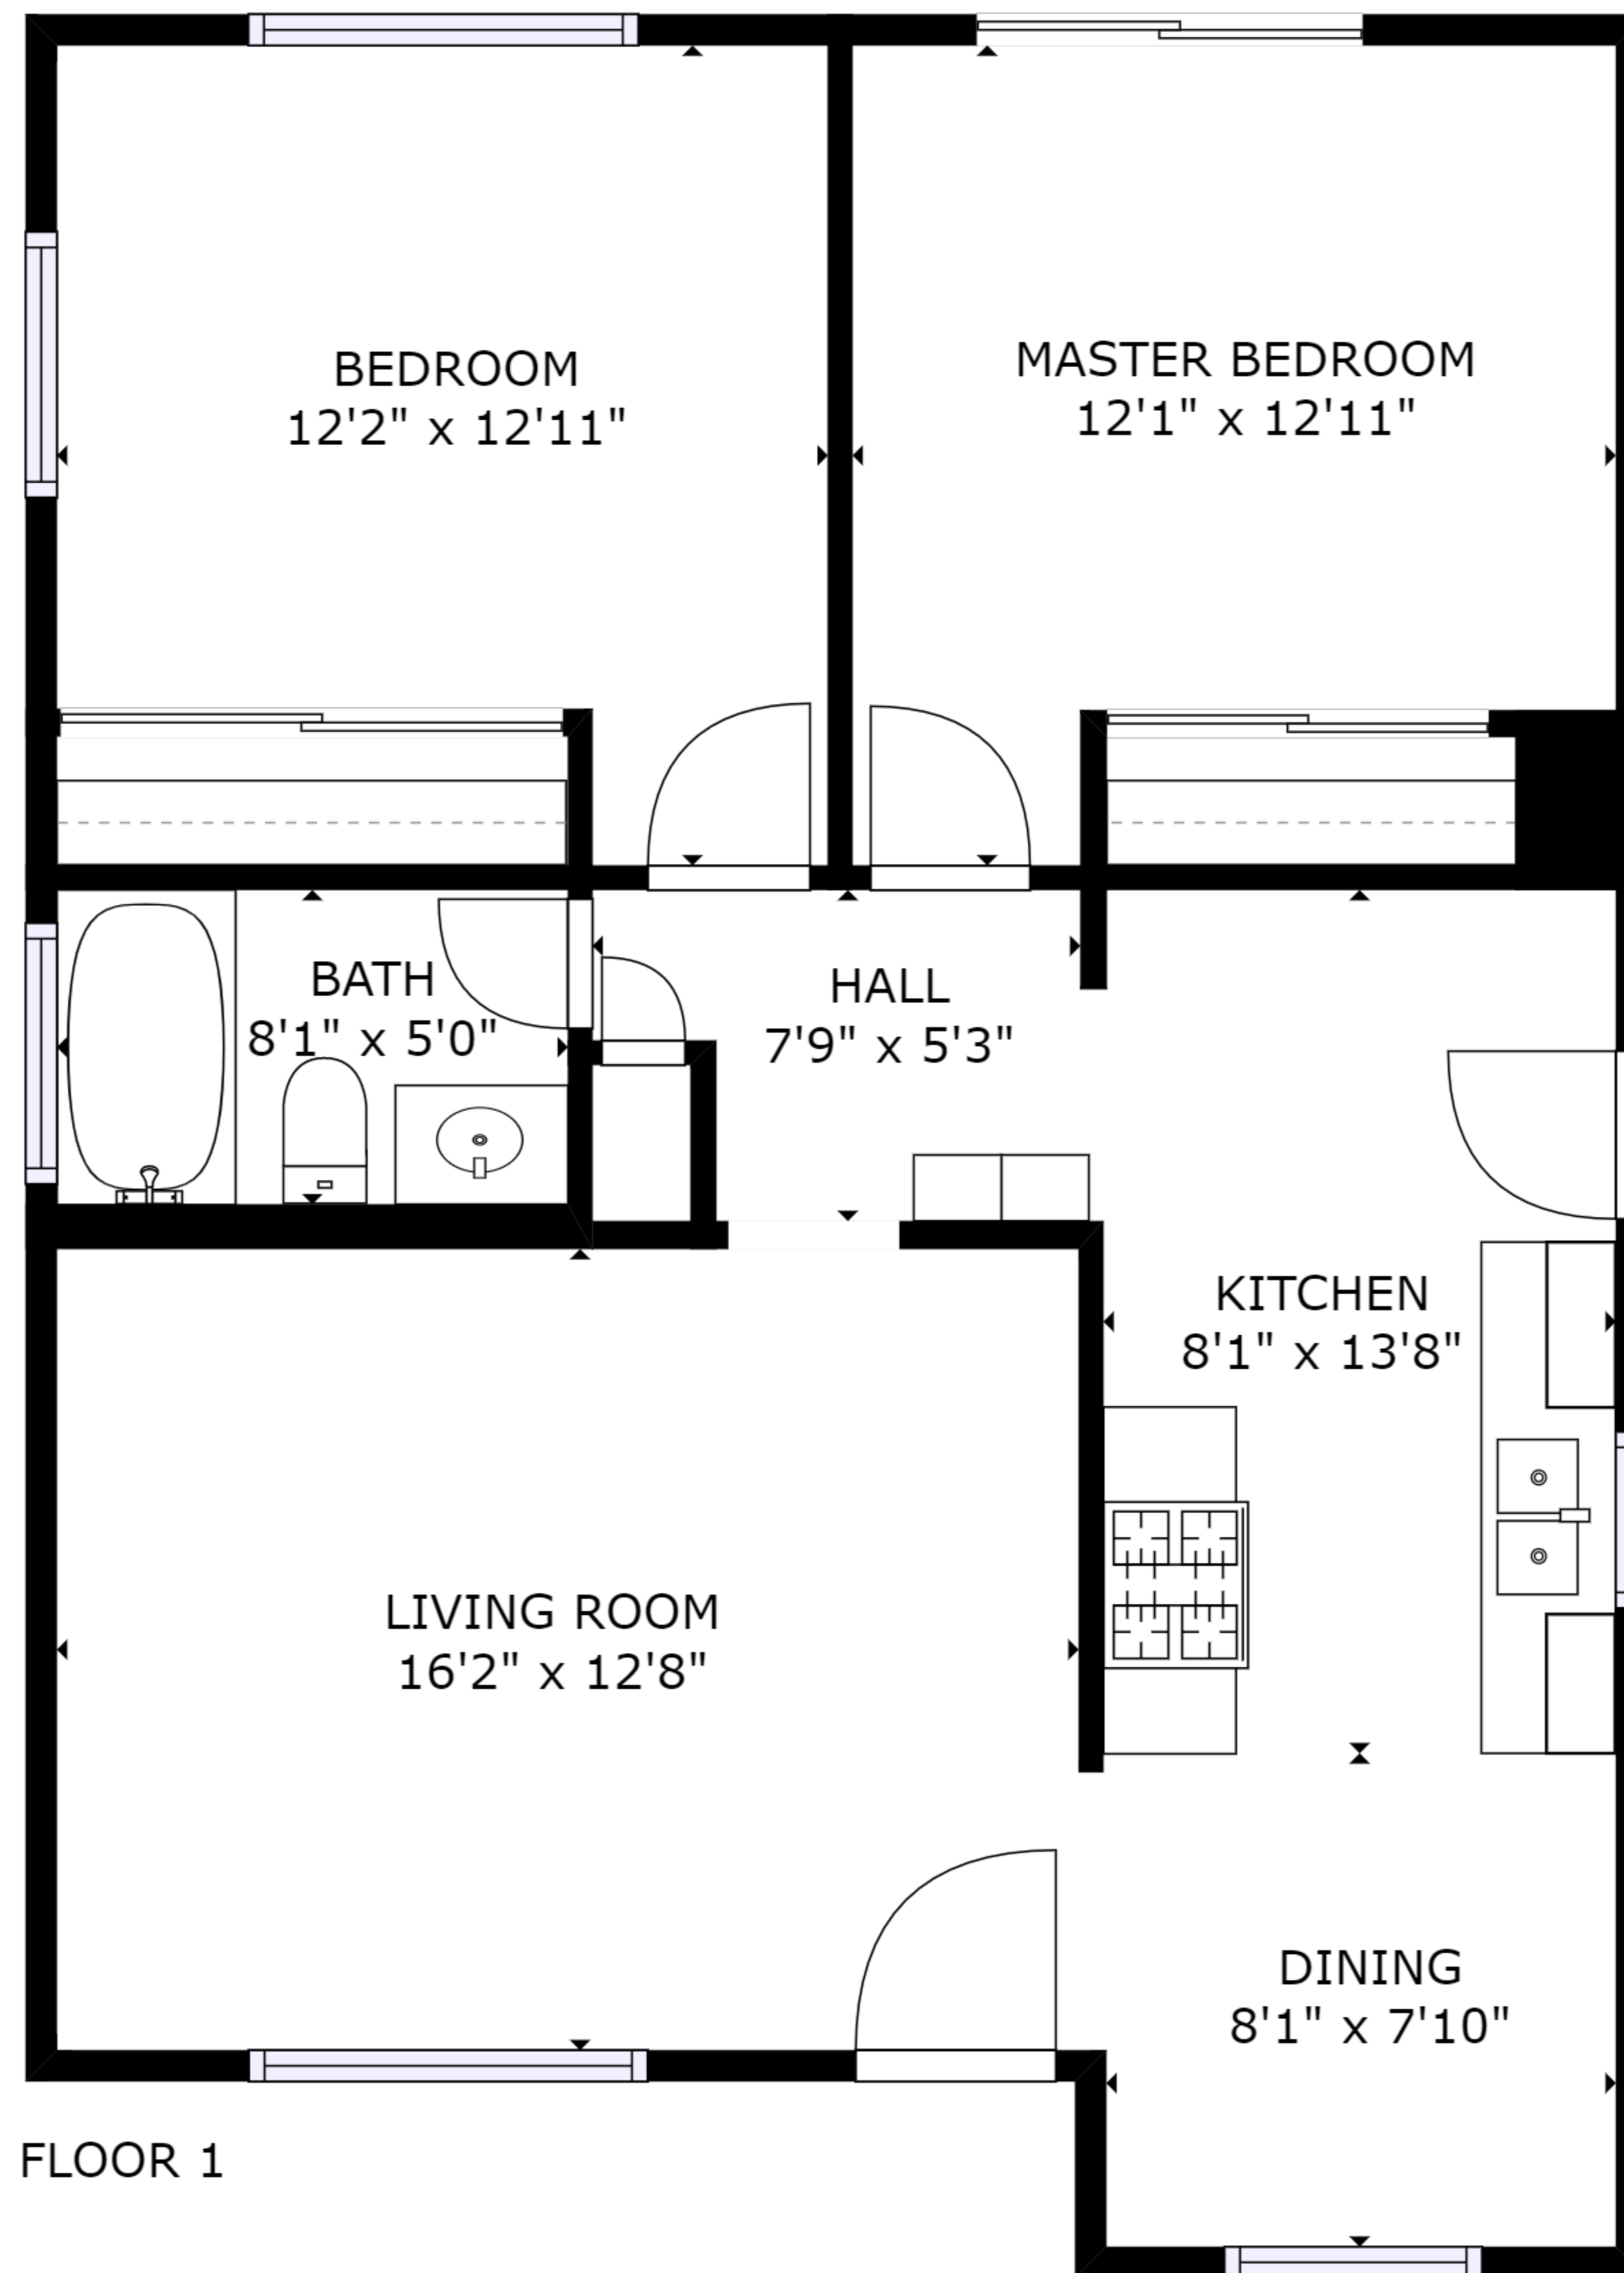 BEDROOM
12'2" x 12'11"
MASTER BEDROOM
12'1" x 12'11"
BATH
8'1" x 5'0"
HALL
7'9" x 5'3"
KITCHEN
8'1" x 13'8"
LIVING ROOM
16'2" x 12'8"
DINING
8'1" x 7'10"
FLOOR 1